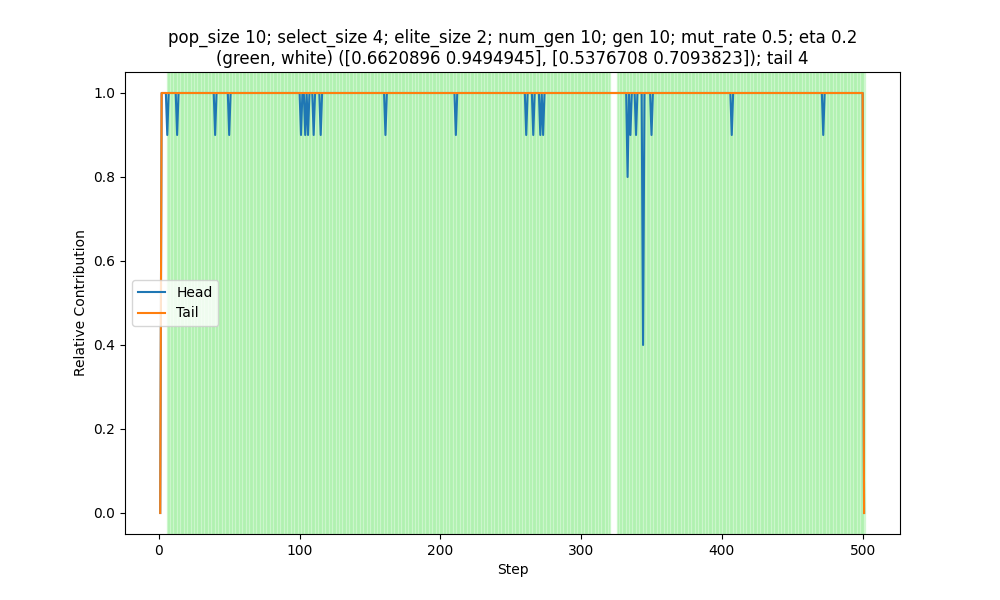 pop_size 10; select_size 4; elite_size 2; num_gen 10; gen 10; mut_rate 0.5; eta 0.2
(green, white) ([0.6620896 0.9494945], [0.5376708 0.7093823]); tail 4
1.0
0.8
0.6
0.4
0.2
0.0
Relative Contribution
Head
Tail
0
100
200
300
400
500
Step